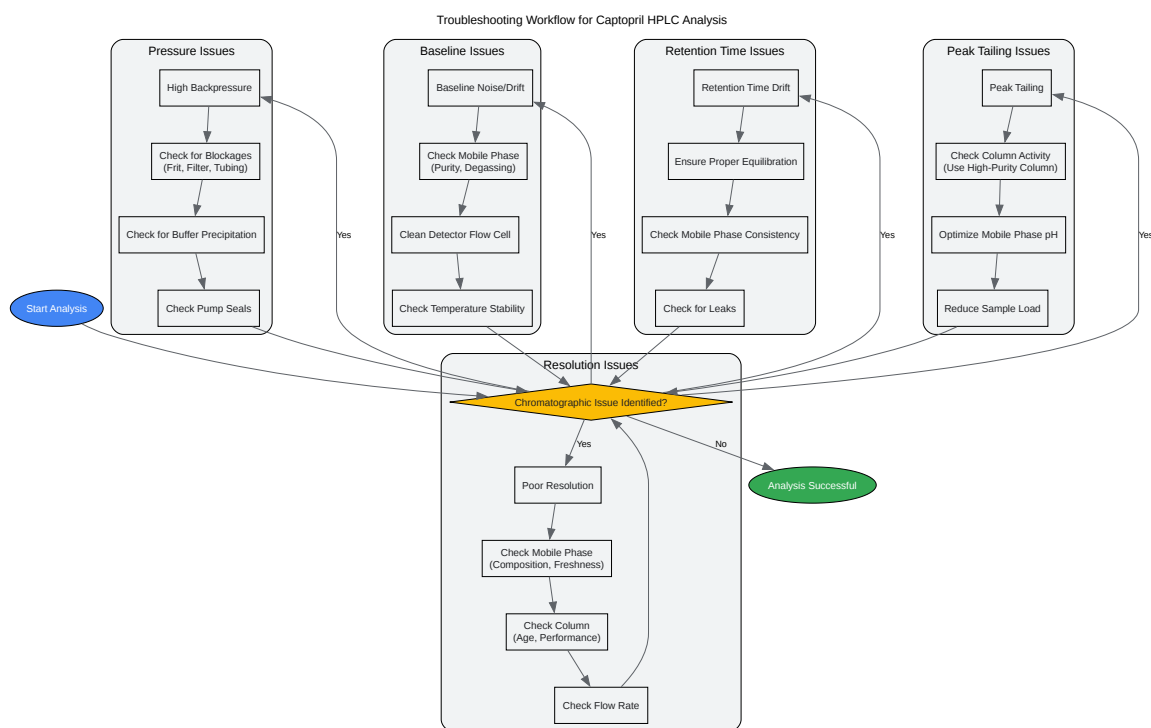 Troubleshooting Workflow for Captopril HPLC Analysis
Pressure Issues
High Backpressure
Check for Blockages
(Frit, Filter, Tubing)
Check for Buffer Precipitation
Check Pump Seals
Yes
Baseline Issues
Baseline Noise/Drift
Check Mobile Phase
(Purity, Degassing)
Clean Detector Flow Cell
Check Temperature Stability
Yes
Retention Time Issues
Retention Time Drift
Ensure Proper Equilibration
Check Mobile Phase Consistency
Check for Leaks
Yes
Peak Tailing Issues
Peak Tailing
Check Column Activity
(Use High-Purity Column)
Optimize Mobile Phase pH
Reduce Sample Load
Yes
Start Analysis
Resolution Issues
Chromatographic Issue Identified?
Yes
No
Poor Resolution
Analysis Successful
Check Mobile Phase
(Composition, Freshness)
Check Column
(Age, Performance)
Check Flow Rate